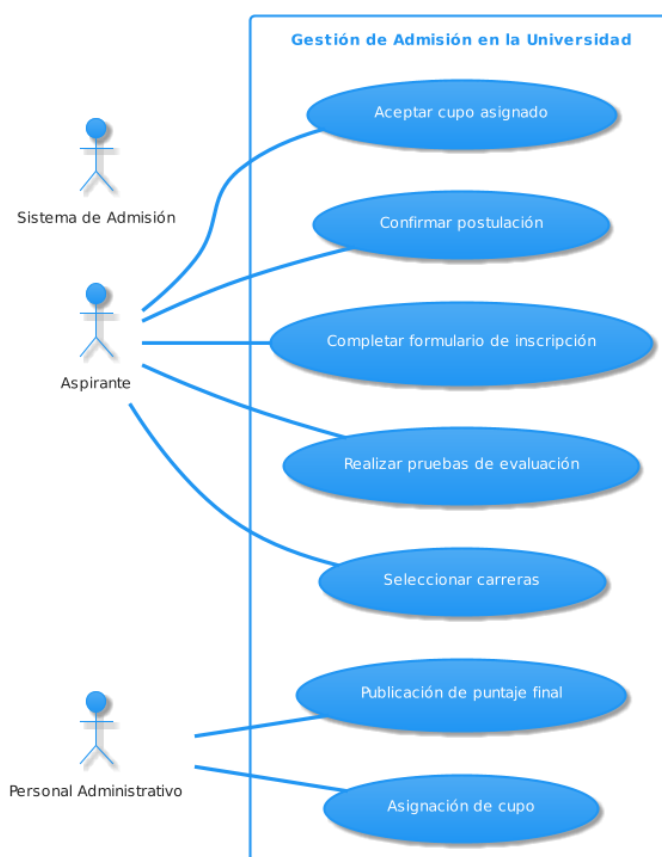 Gestión de Admisión en la Universidad
Aceptar cupo asignado
Sistema de Admisión
Confirmar postulación
Completar formulario de inscripción
Aspirante
Realizar pruebas de evaluación
Seleccionar carreras
Publicación de puntaje final
Personal Administrativo
Asignación de cupo